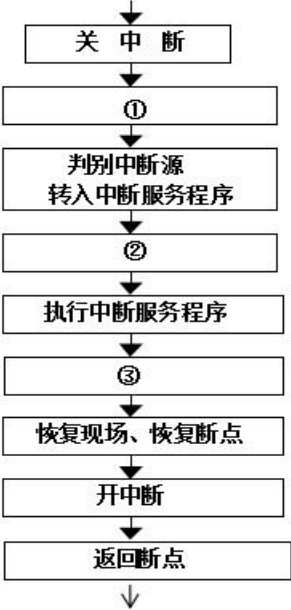 关 中 断
①
判别中断源
转入中断服务程序
②
执行中断服务程序
③
恢复现场、恢复断点
开中断
返回断点